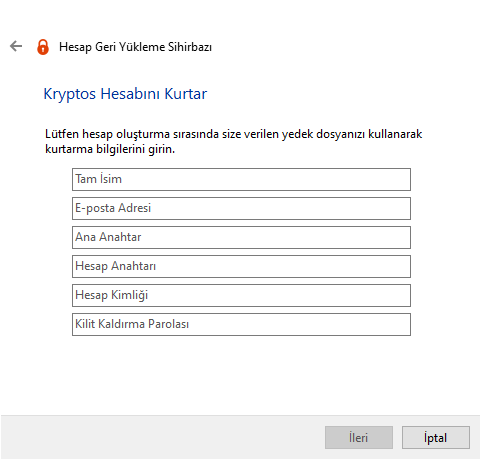 Hesap Geri Yükleme Sihirbazı
Kryptos Hesabını Kurtar
Lütfen hesap oluşturma sırasında size verilen yedek dosyanızı kullanarak
kurtarma bilgilerini girin.
Tam İsim
E-posta Adresi
Ana Anahtar
Hesap Anahtarı
Hesap Kimliği
Kilit Kaldırma Parolası
İleri
İptal